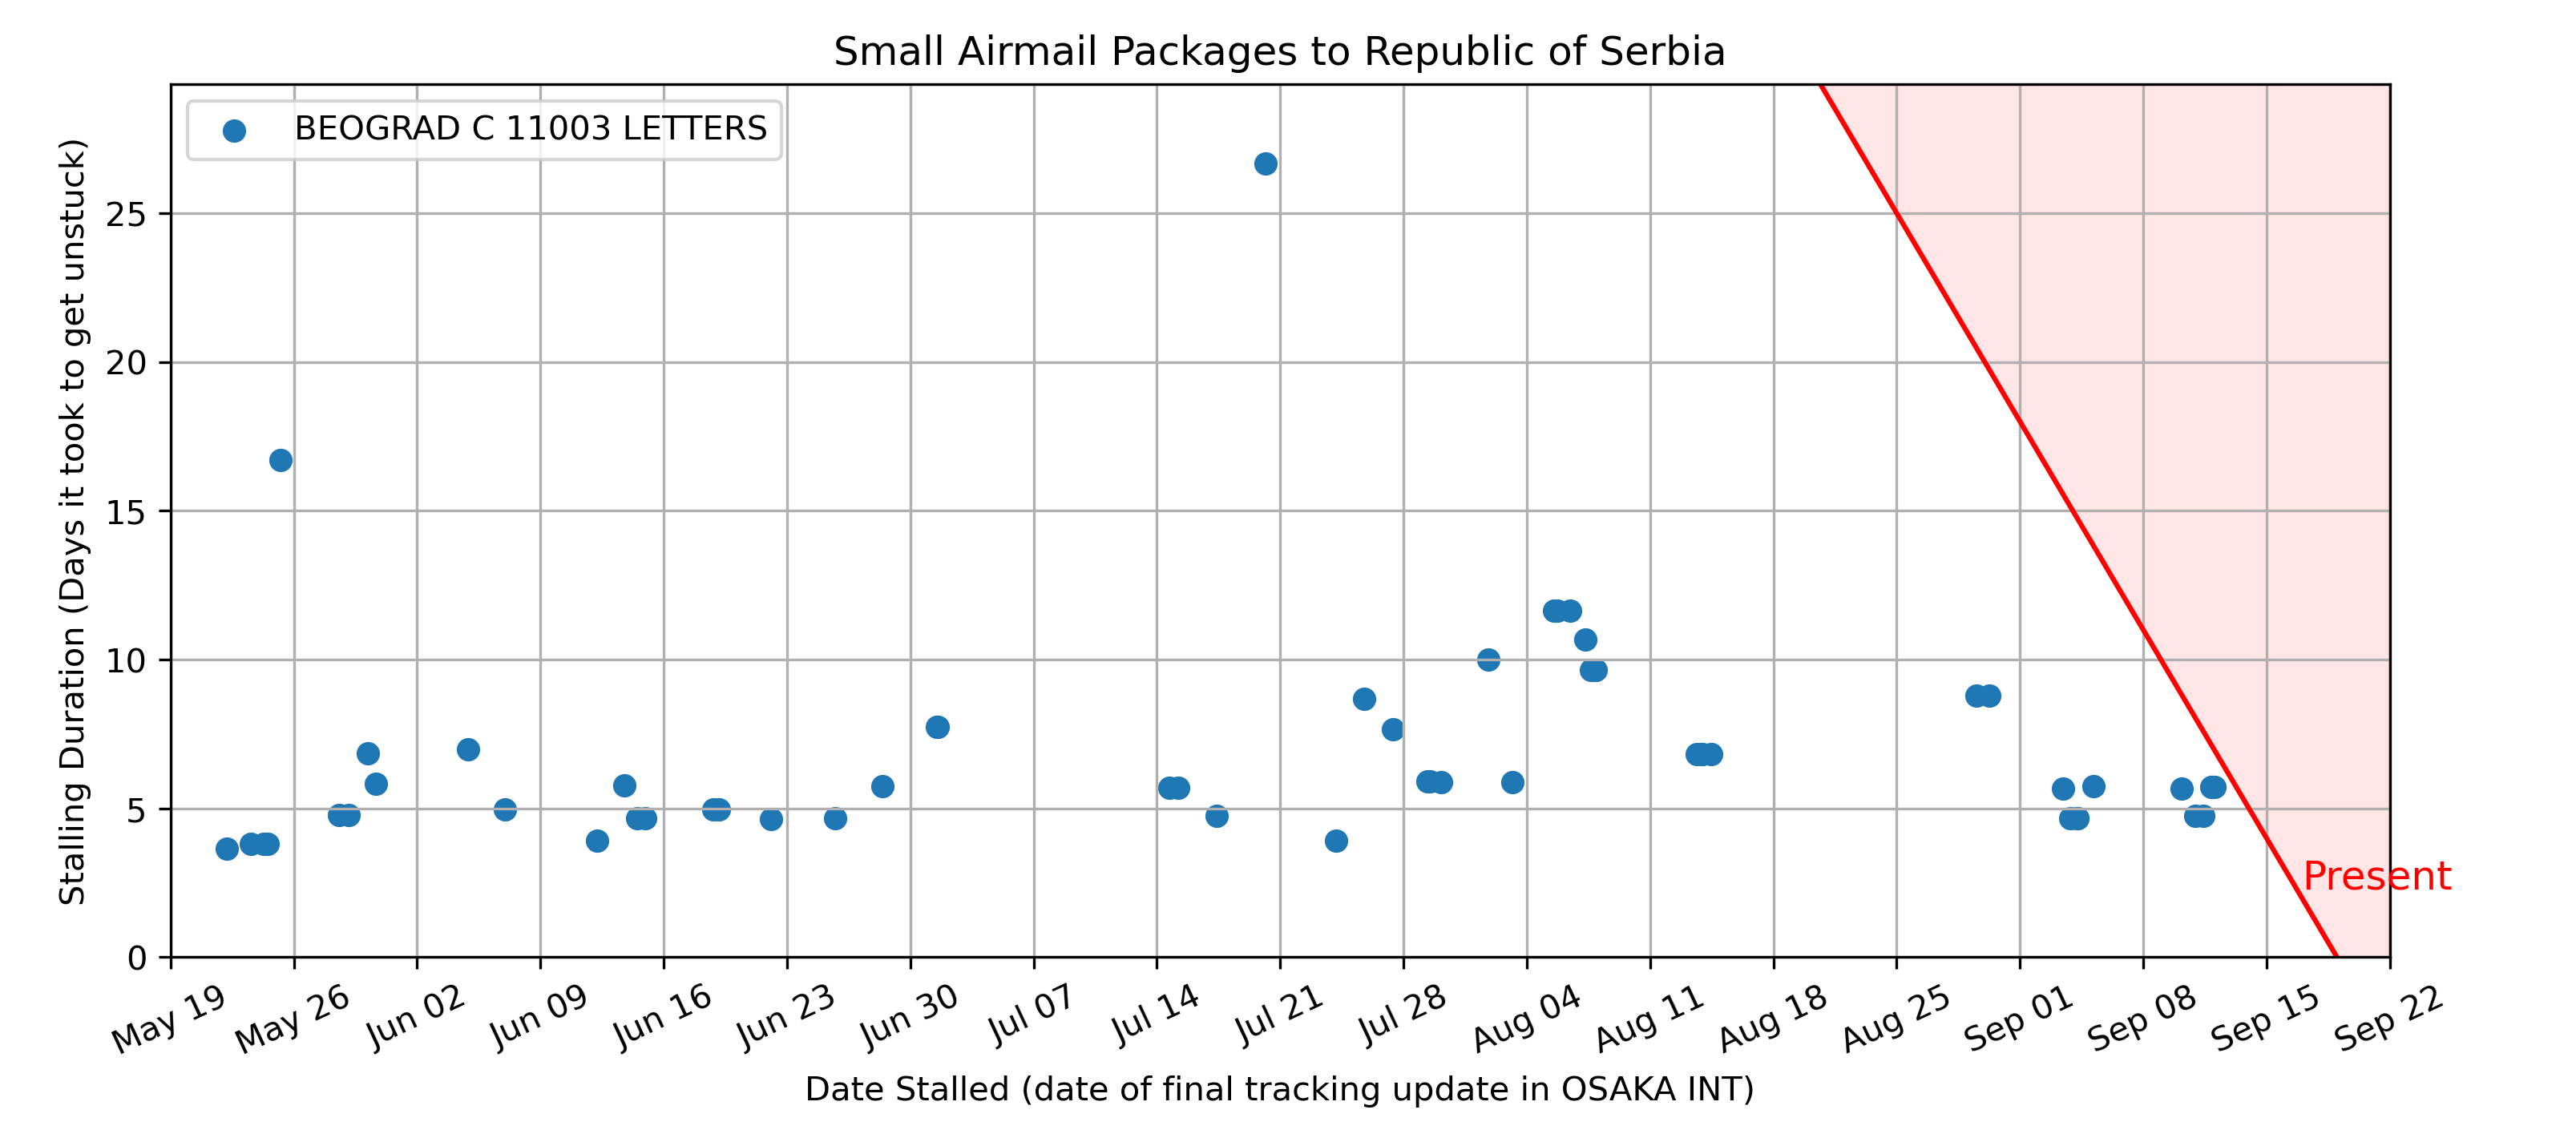 Small Airmail Packages to Republic of Serbia
BEOGRAD C 11003 LETTERS
Stalling Duration (Days it took to get unstuck)
25
20
15
10
5
0
Present
May 19 May 26 Jun 02 Jun 09 Jun 16 Jun 23 Jun 30 Jul 07 Jul 14 Jul 21 Jul 28 Aug 04 Aug 11 Aug 18 Aug 25 Sep 01 Sep 08 Sep 15 Sep 22
Date Stalled (date of final tracking update in OSAKA INT)